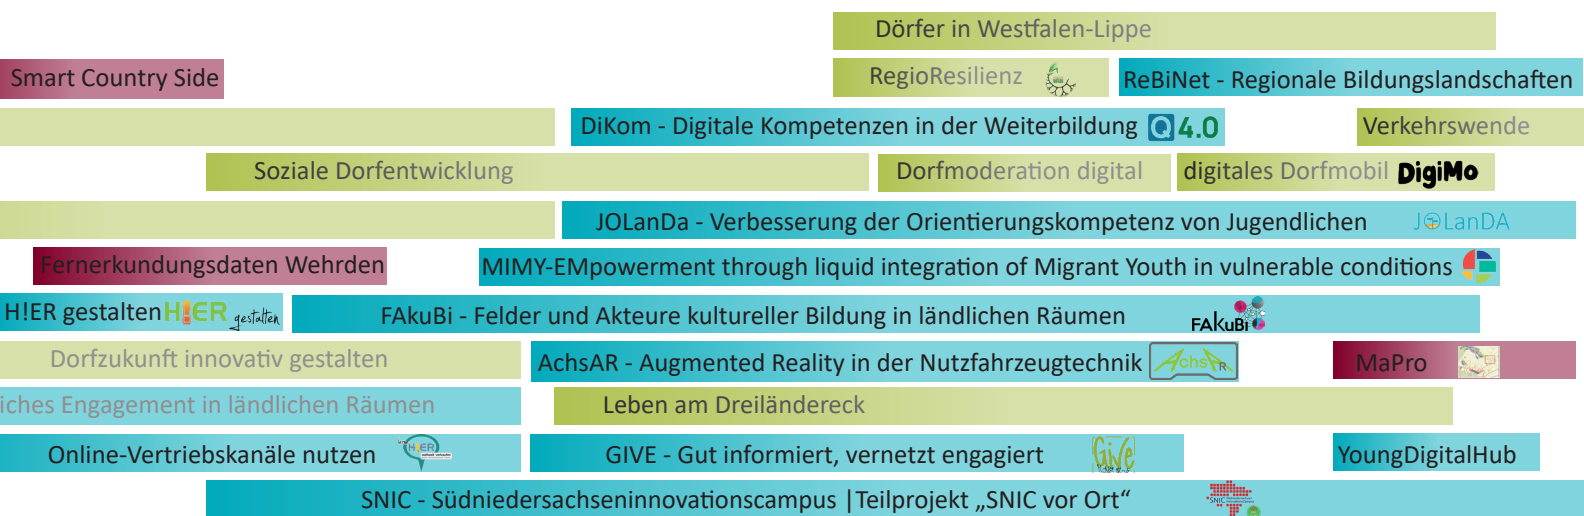 Dörfer in Westfalen-Lippe
Smart Country Side
RegioResilienz
ReBiNet - Regionale Bildungslandschaften
DiKom - Digitale Kompetenzen in der Weiterbildung Q 4.0
Verkehrswende
Soziale Dorfentwicklung
Dorfmoderation digital
digitales Dorfmobil DigiMo
JOLanDa - Verbesserung der Orientierungskompetenz von Jugendlichen JOLanDA
Fernerkundungsdaten Wehrden
MIMY-EMpowerment through liquid integration of Migrant Youth in vulnerable conditions
H!ER gestalten H!ER gestalten
FAkuBi - Felder und Akteure kultureller Bildung in ländlichen Räumen FAKuBi
Dorfzukunft innovativ gestalten
AchsAR - Augmented Reality in der Nutzfahrzeugtechnik AchsAR
MaPro
iches Engagement in ländlichen Räumen
Leben am Dreiländereck
Online-Vertriebskanäle nutzen H!ER
GIVE - Gut informiert, vernetzt engagiert GiVE
YoungDigitalHub
SNIC - Südniedersachseninnovationscampus |Teilprojekt „SNIC vor Ort“ SNIC